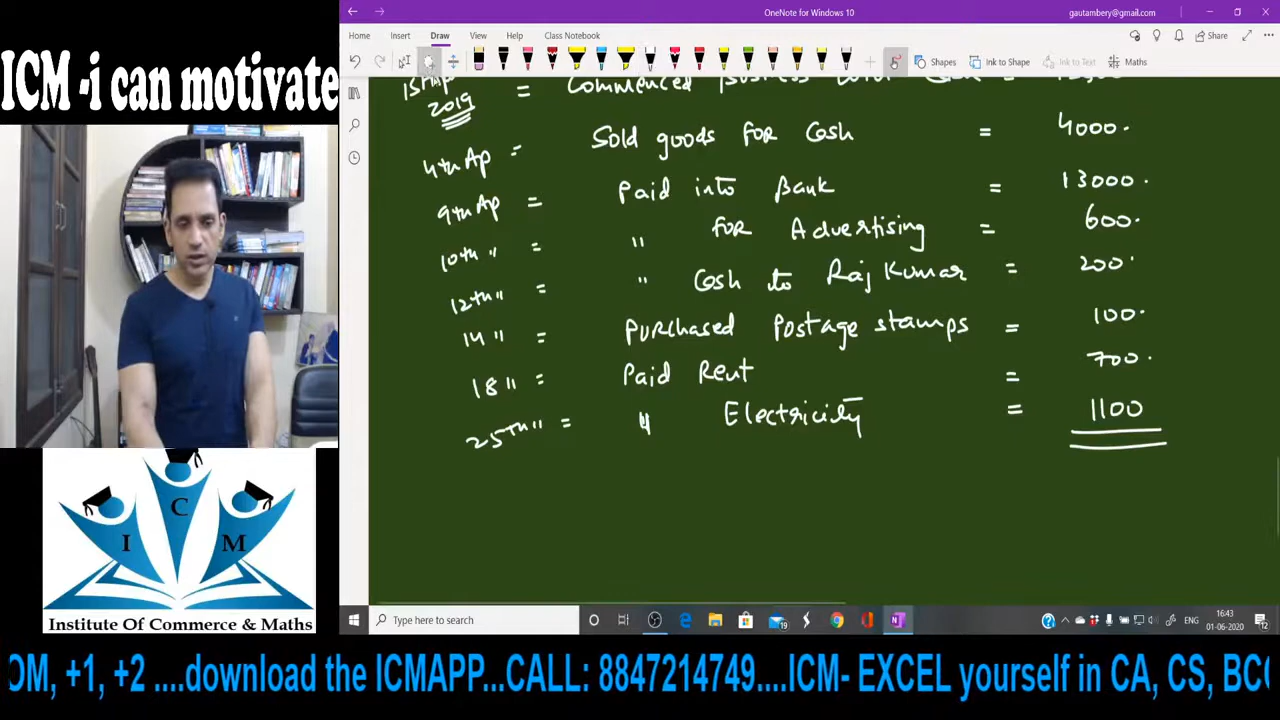 ICM -i can motivate
OneNote for Windows 10
gautambery@gmail.com
Home Insert Draw View Help Class Notebook
Share
Shapes Ink to Shape Ink to Text Maths
2019 = Commenced Business
4th Ap = Sold goods for Cash = 4000.
9th Ap = Paid into Bank = 13000.
10th " = " for Advertising = 600.
12th " = " Cash to Raj Kumar = 200.
14 " = Purchased Postage stamps = 100.
18 " = Paid Rent = 700.
25th " = " Electricity = 1100
I C M
Institute Of Commerce & Maths
Type here to search
19
ENG
16:43
01-06-2020
12
OM, +1, +2 ....download the ICMAPP...CALL: 8847214749....ICM- EXCEL yourself in CA, CS, BC